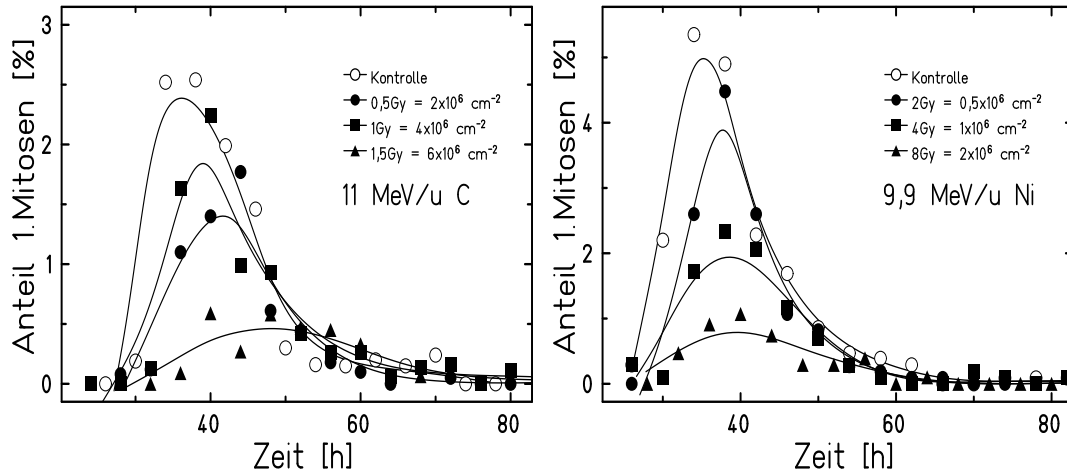 Anteil 1.Mitosen [%]
3
2
1
0
Kontrolle
0,5Gy = 2x10⁶ cm⁻²
1Gy = 4x10⁶ cm⁻²
1,5Gy = 6x10⁶ cm⁻²
11 MeV/u C
40 60 80
Zeit [h]
Anteil 1.Mitosen [%]
6
4
2
0
Kontrolle
2Gy = 0,5x10⁶ cm⁻²
4Gy = 1x10⁶ cm⁻²
8Gy = 2x10⁶ cm⁻²
9,9 MeV/u Ni
40 60 80
Zeit [h]